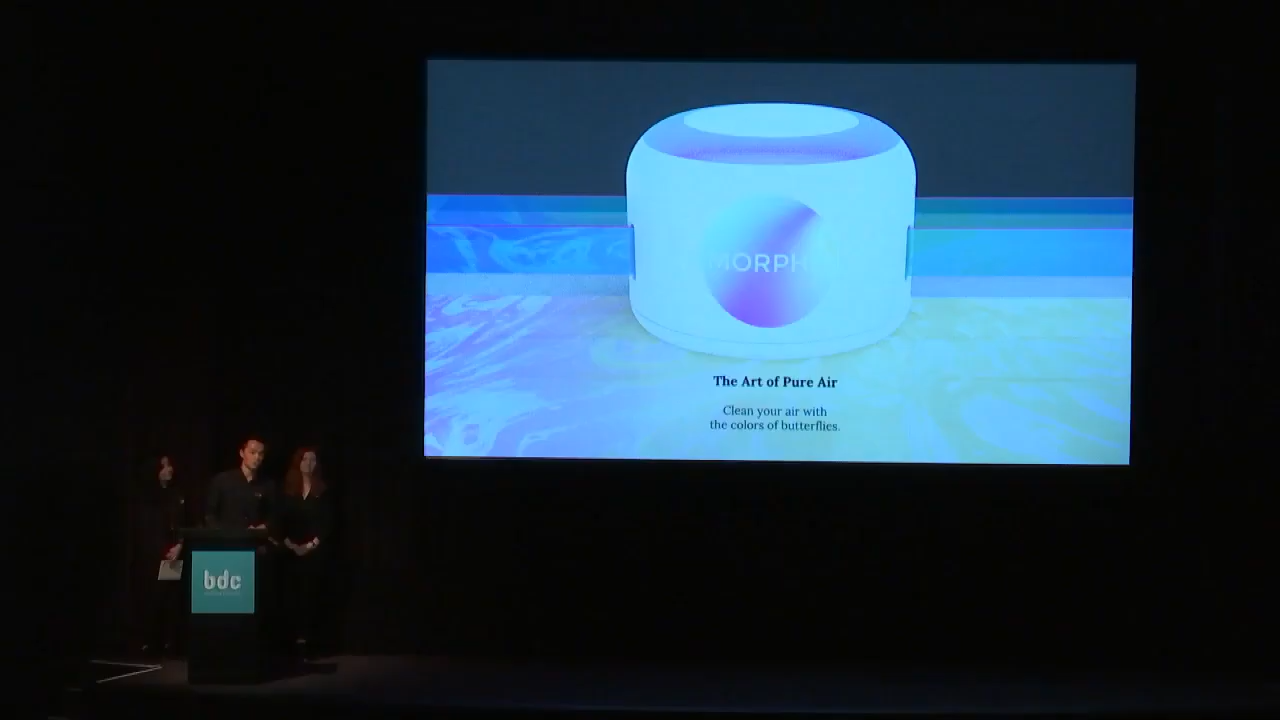 MORPH
The Art of Pure Air
Clean your air with
the colors of butterflies.
bdc